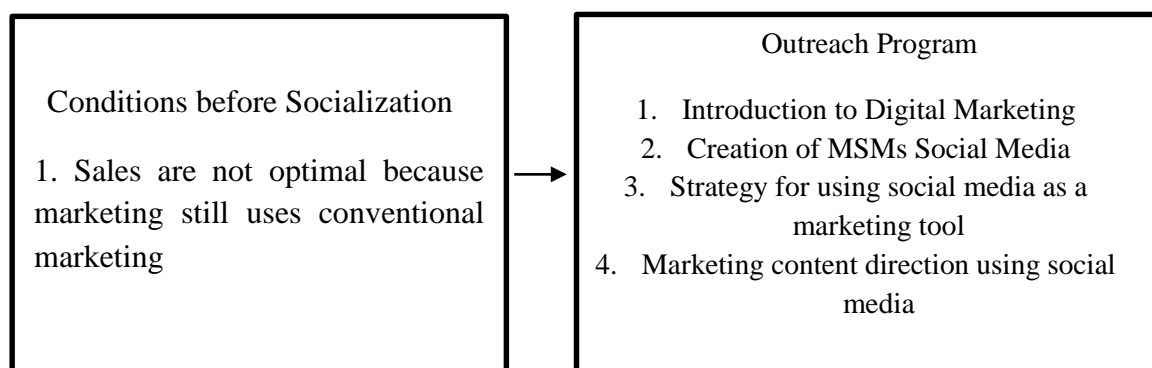 Conditions before Socialization
1. Sales are not optimal because
marketing still uses conventional
marketing
Outreach Program
1. Introduction to Digital Marketing
2. Creation of MSMs Social Media
3. Strategy for using social media as a
marketing tool
4. Marketing content direction using social
media